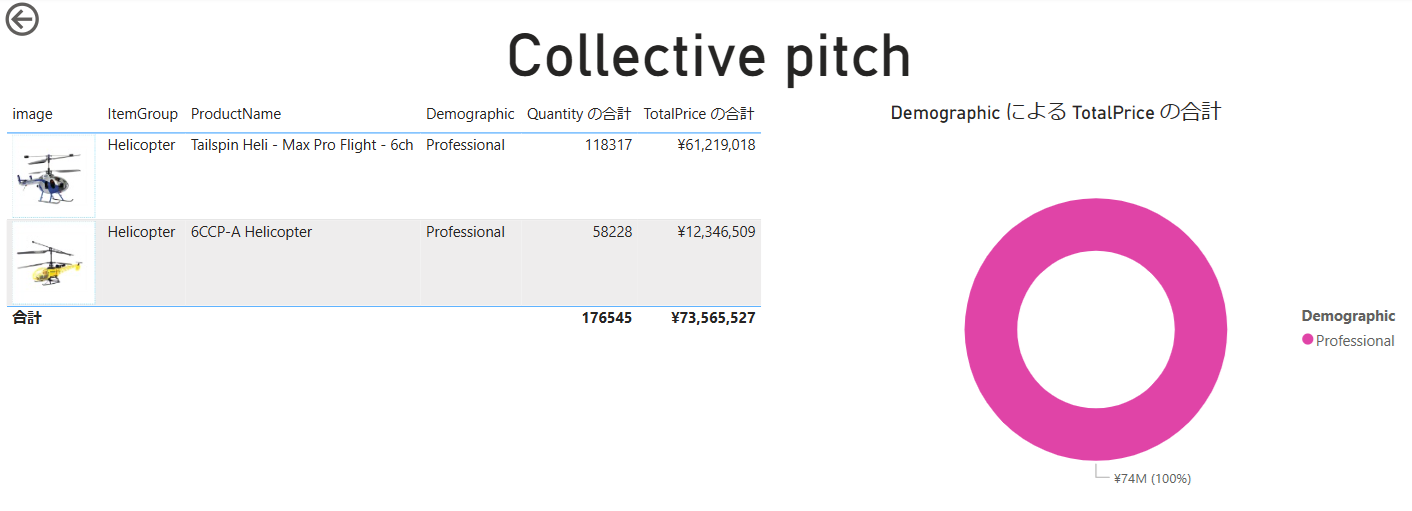 Collective pitch
image ItemGroup ProductName Demographic Quantity の合計 TotalPrice の合計
Helicopter Tailspin Heli - Max Pro Flight - 6ch Professional 118317 ¥61,219,018
Helicopter 6CCP-A Helicopter Professional 58228 ¥12,346,509
合計 176545 ¥73,565,527
Demographic による TotalPrice の合計
Demographic
Professional
¥74M (100%)